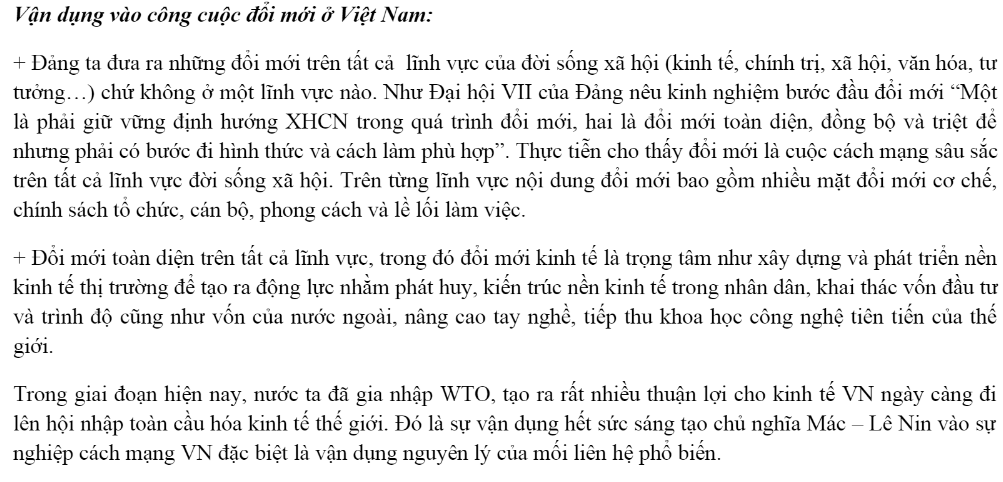 Vận dụng vào công cuộc đổi mới ở Việt Nam:
+ Đảng ta đưa ra những đổi mới trên tất cả lĩnh vực của đời sống xã hội (kinh tế, chính trị, xã hội, văn hóa, tư
tưởng…) chứ không ở một lĩnh vực nào. Như Đại hội VII của Đảng nêu kinh nghiệm bước đầu đổi mới “Một
là phải giữ vững định hướng XHCN trong quá trình đổi mới, hai là đổi mới toàn diện, đồng bộ và triệt để
nhưng phải có bước đi hình thức và cách làm phù hợp”. Thực tiễn cho thấy đổi mới là cuộc cách mạng sâu sắc
trên tất cả lĩnh vực đời sống xã hội. Trên từng lĩnh vực nội dung đổi mới bao gồm nhiều mặt đổi mới cơ chế,
chính sách tổ chức, cán bộ, phong cách và lề lối làm việc.
+ Đổi mới toàn diện trên tất cả lĩnh vực, trong đó đổi mới kinh tế là trọng tâm như xây dựng và phát triển nền
kinh tế thị trường để tạo ra động lực nhằm phát huy, kiến trúc nền kinh tế trong nhân dân, khai thác vốn đầu tư
và trình độ cũng như vốn của nước ngoài, nâng cao tay nghề, tiếp thu khoa học công nghệ tiên tiến của thế
giới.
Trong giai đoạn hiện nay, nước ta đã gia nhập WTO, tạo ra rất nhiều thuận lợi cho kinh tế VN ngày càng đi
lên hội nhập toàn cầu hóa kinh tế thế giới. Đó là sự vận dụng hết sức sáng tạo chủ nghĩa Mác – Lê Nin vào sự
nghiệp cách mạng VN đặc biệt là vận dụng nguyên lý của mối liên hệ phổ biến.